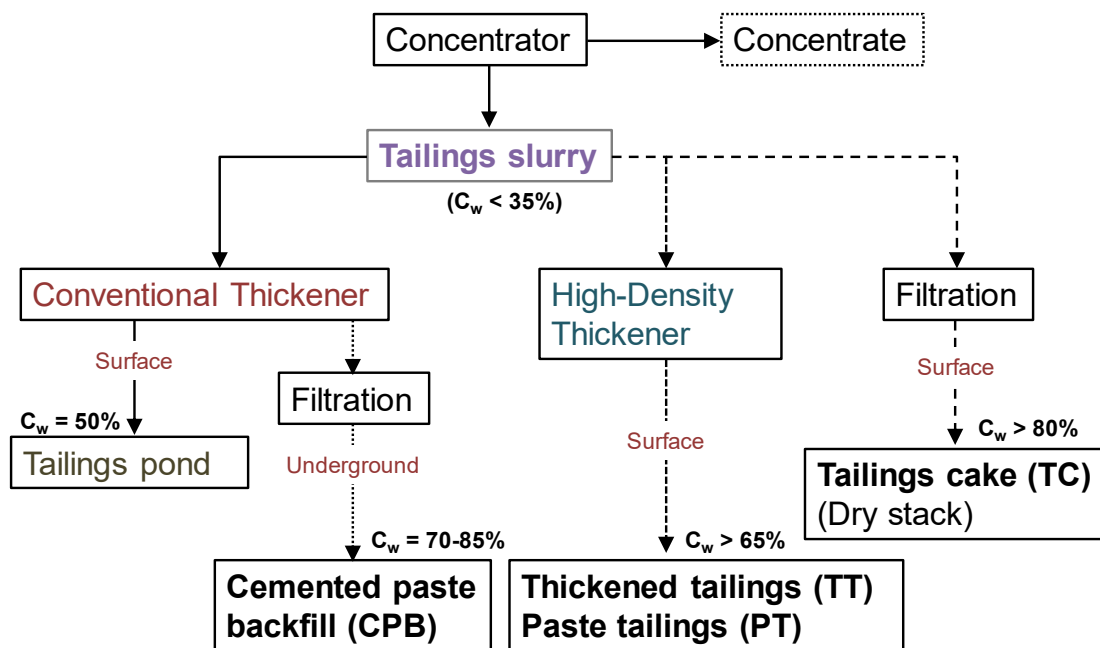 Concentrator
Concentrate
Tailings slurry
(Cw < 35%)
Conventional Thickener
High-Density
Thickener
Filtration
Surface
Filtration
Surface
Cw = 50%
Tailings pond
Underground
Surface
Cw > 80%
Tailings cake (TC)
(Dry stack)
Cw = 70-85%
Cw > 65%
Cemented paste
backfill (CPB)
Thickened tailings (TT)
Paste tailings (PT)